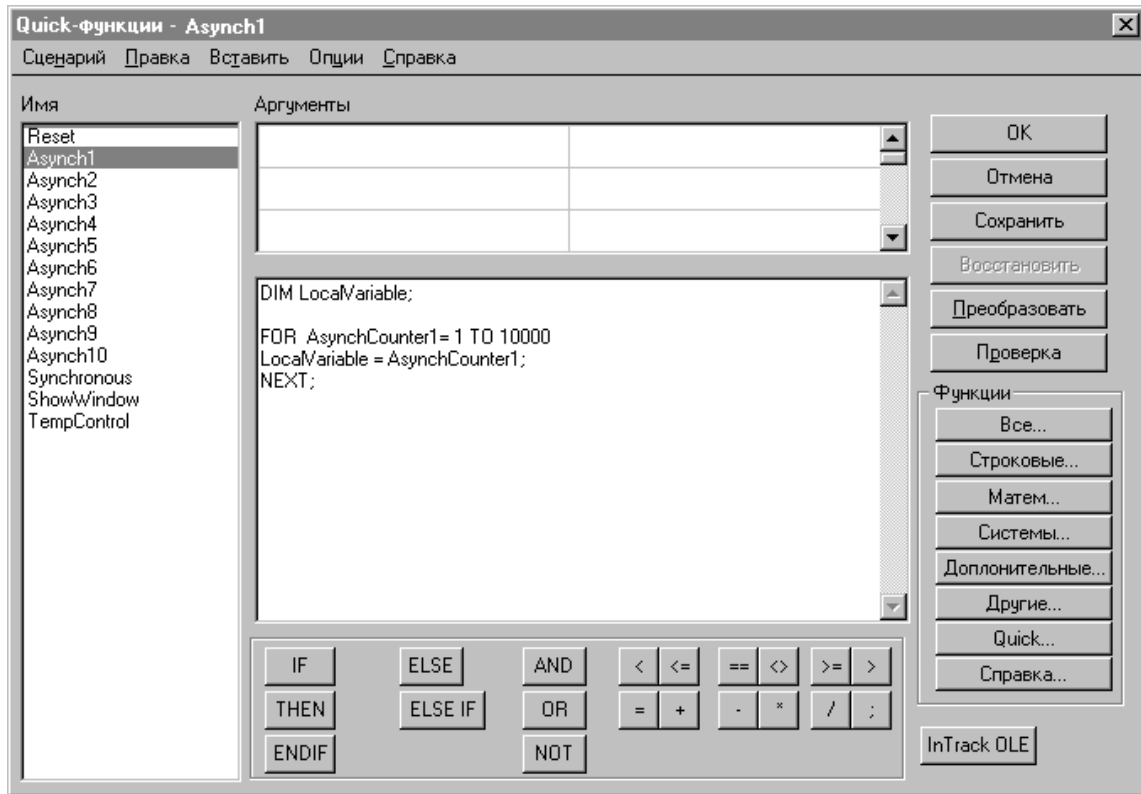 Quick-функции - Asynch1
Сценарий Правка Вставить Опции Справка
Имя
Reset
Asynch1
Asynch2
Asynch3
Asynch4
Asynch5
Asynch6
Asynch7
Asynch8
Asynch9
Asynch10
Synchronous
ShowWindow
TempControl
Аргументы
DIM LocalVariable;
FOR AsynchCounter1= 1 TO 10000
LocalVariable = AsynchCounter1;
NEXT;
IF ELSE AND < <= == <> >= >
THEN ELSE IF OR = + - * / ;
ENDIF NOT
OK
Отмена
Сохранить
Восстановить
Преобразовать
Проверка
Функции
Все...
Строковые...
Матем...
Системы...
Доплонительные...
Другие...
Quick...
Справка...
InTrack OLE